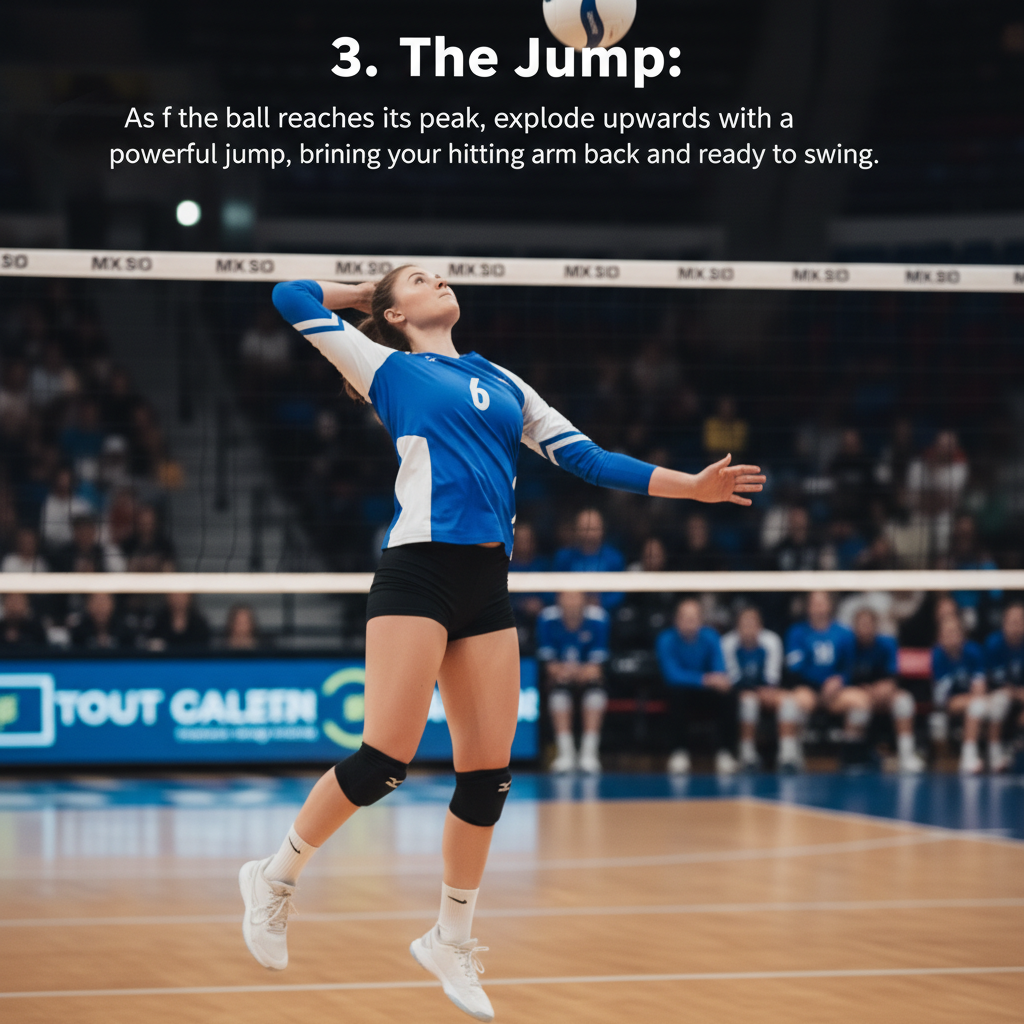 3. The Jump:
As f the ball reaches its peak, explode upwards with a
powerful jump, brining your hitting arm back and ready to swing.
MX.SO MX.SO MX.SO MX.SO MX.SO MX.SO MX.SO MX.SO
6
TOUT CALETN